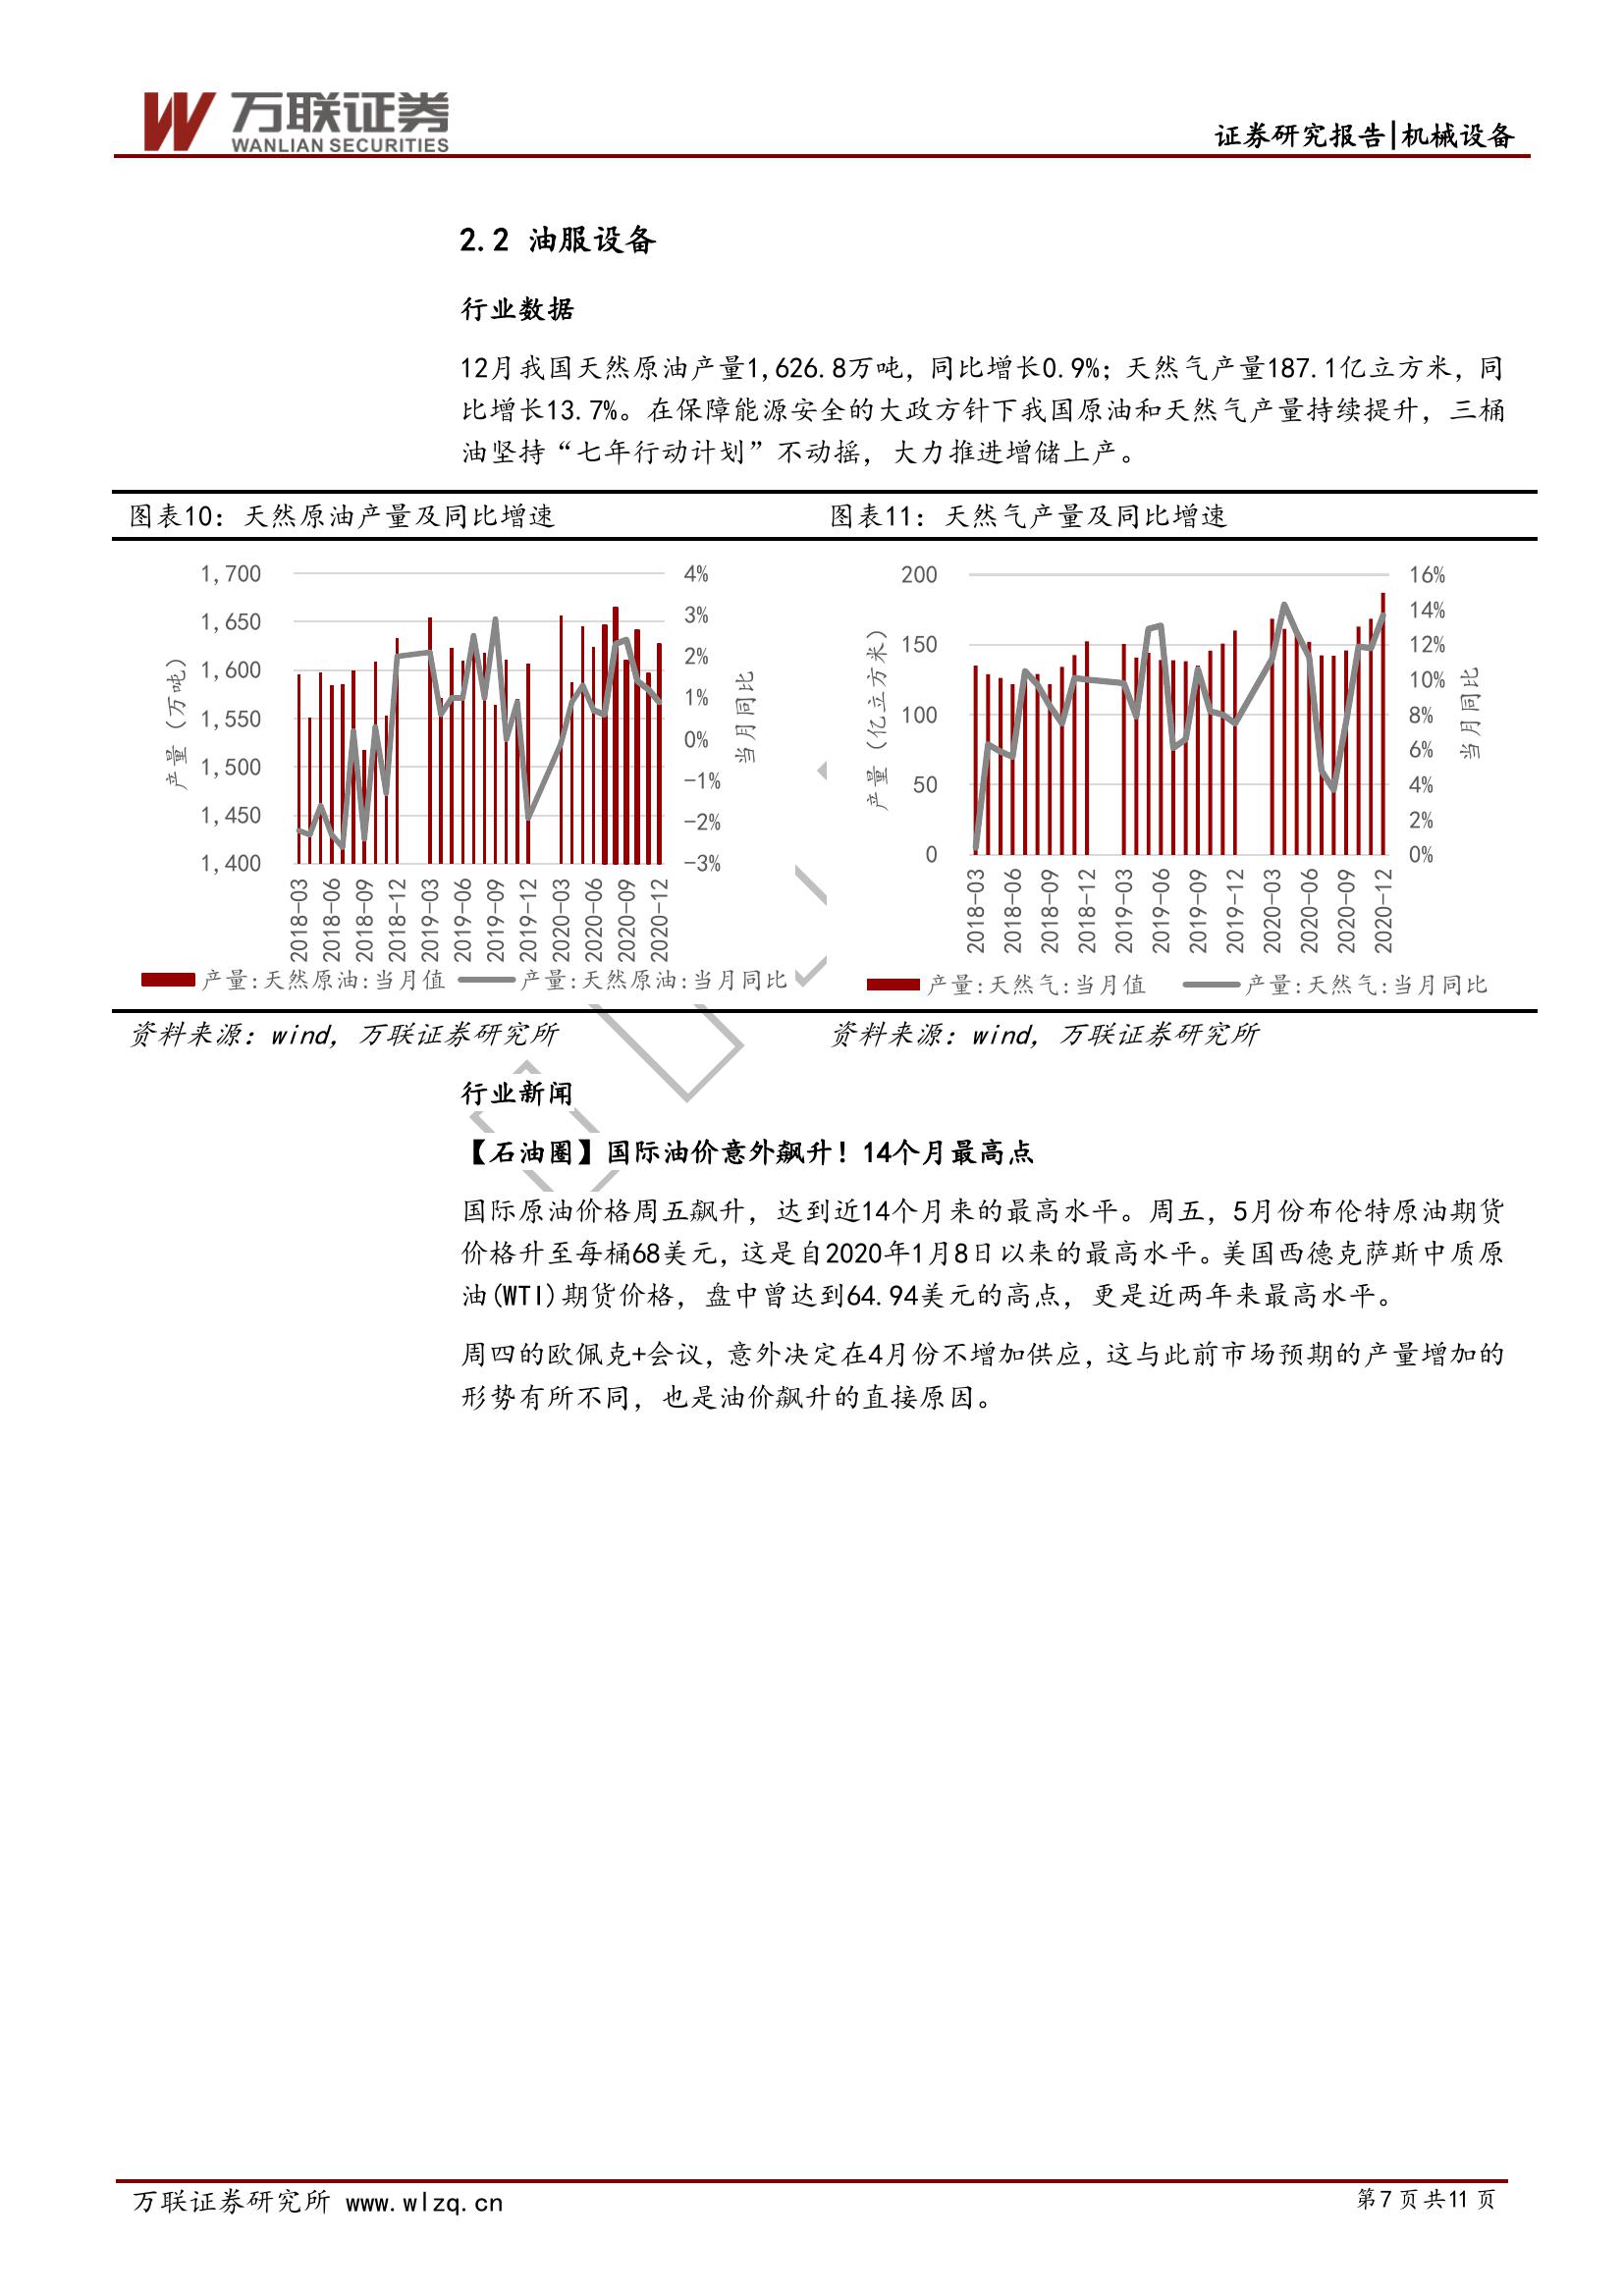 万联证券
WANLIAN SECURITIES
证券研究报告|机械设备
2.2 油服设备
行业数据
12月我国天然原油产量1,626.8万吨，同比增长0.9%；天然气产量187.1亿立方米，同
比增长13.7%。在保障能源安全的大政方针下我国原油和天然气产量持续提升，三桶
油坚持“七年行动计划”不动摇，大力推进增储上产。
图表10：天然原油产量及同比增速
产量（万吨）
1,700
1,650
1,600
1,550
1,500
1,450
1,400
4%
3%
2%
1%
0%
-1%
-2%
-3%
当月同比
2018-03
2018-06
2018-09
2018-12
2019-03
2019-06
2019-09
2019-12
2020-03
2020-06
2020-09
2020-12
产量:天然原油:当月值
产量:天然原油:当月同比
资料来源：wind，万联证券研究所
图表11：天然气产量及同比增速
产量（亿立方米）
200
150
100
50
0
16%
14%
12%
10%
8%
6%
4%
2%
0%
当月同比
2018-03
2018-06
2018-09
2018-12
2019-03
2019-06
2019-09
2019-12
2020-03
2020-06
2020-09
2020-12
产量:天然气:当月值
产量:天然气:当月同比
资料来源：wind，万联证券研究所
行业新闻
【石油圈】国际油价意外飙升！14个月最高点
国际原油价格周五飙升，达到近14个月来的最高水平。周五，5月份布伦特原油期货
价格升至每桶68美元，这是自2020年1月8日以来的最高水平。美国西德克萨斯中质原
油(WTI)期货价格，盘中曾达到64.94美元的高点，更是近两年来最高水平。
周四的欧佩克+会议，意外决定在4月份不增加供应，这与此前市场预期的产量增加的
形势有所不同，也是油价飙升的直接原因。
万联证券研究所 www.wlzq.cn
第7页共11页